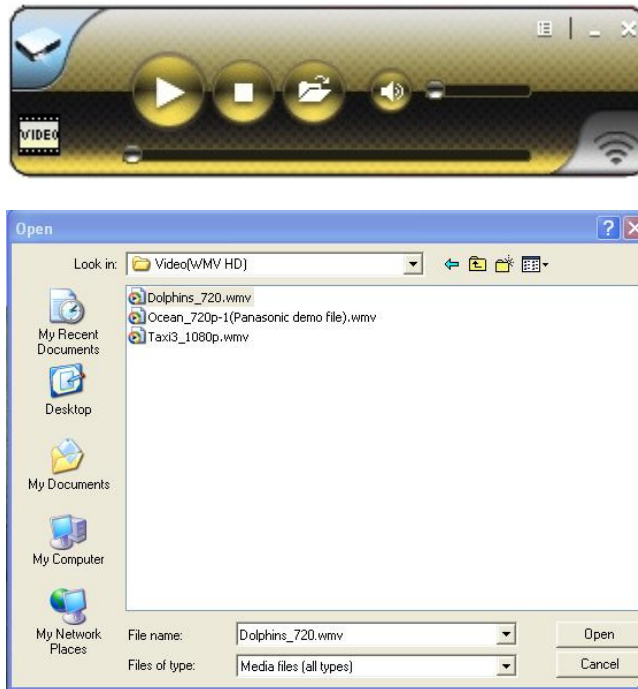 VIDEO
Open
Look in:
Video(WMV HD)
Dolphins_720.wmv
Ocean_720p-1(Panasonic demo file).wmv
Taxi3_1080p.wmv
My Recent
Documents
Desktop
My Documents
My Computer
My Network
Places
File name:
Dolphins_720.wmv
Open
Files of type:
Media files (all types)
Cancel